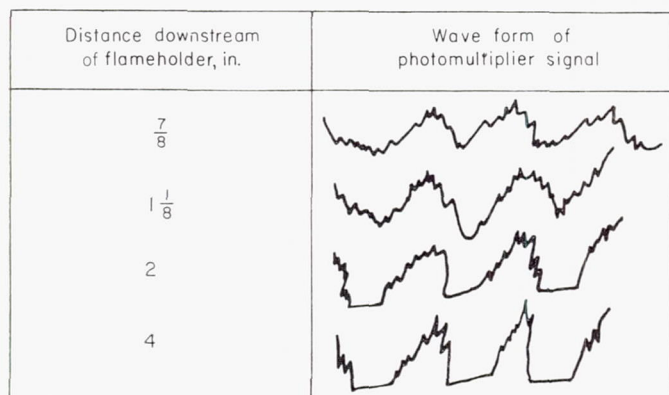 Distance downstream
of flameholder, in.
Wave form of
photomultiplier signal
7/8
1 1/8
2
4